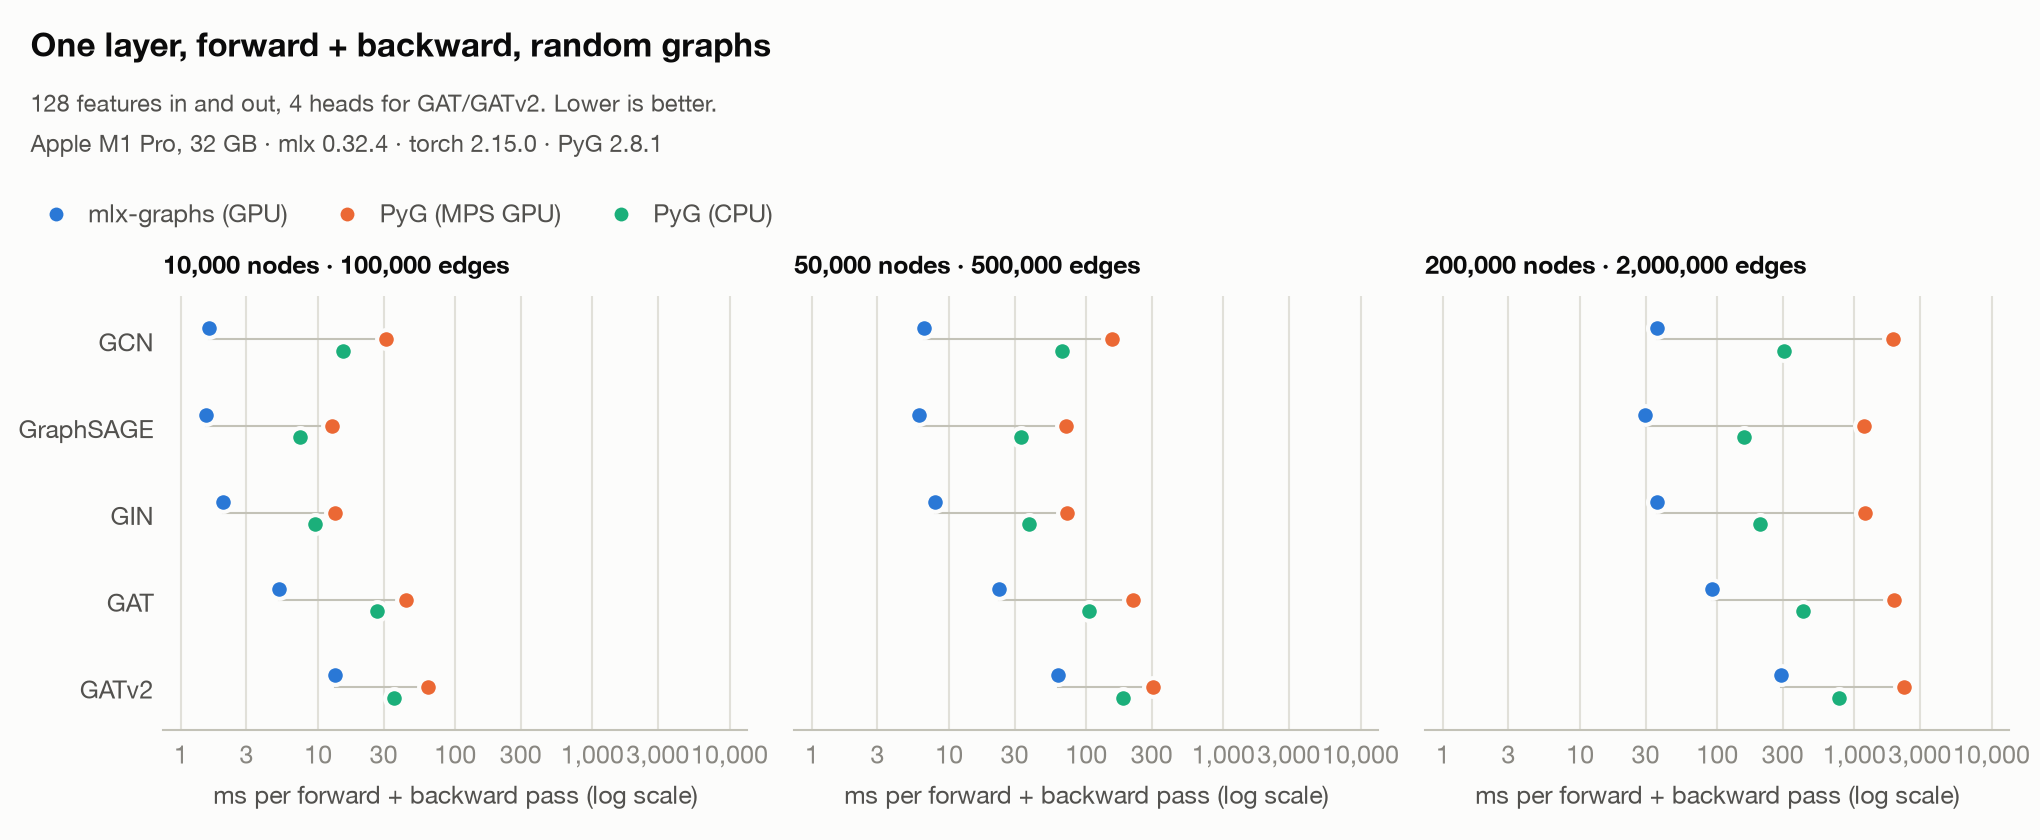 One layer, forward + backward, random graphs
128 features in and out, 4 heads for GAT/GATv2. Lower is better.
Apple M1 Pro, 32 GB · mlx 0.32.4 · torch 2.15.0 · PyG 2.8.1
mlx-graphs (GPU) PyG (MPS GPU) PyG (CPU)
10,000 nodes · 100,000 edges 50,000 nodes · 500,000 edges 200,000 nodes · 2,000,000 edges
GCN
GraphSAGE
GIN
GAT
GATv2
1 3 10 30 100 300 1,000 3,000 10,000 1 3 10 30 100 300 1,000 3,000 10,000 1 3 10 30 100 300 1,000 3,000 10,000
ms per forward + backward pass (log scale) ms per forward + backward pass (log scale) ms per forward + backward pass (log scale)